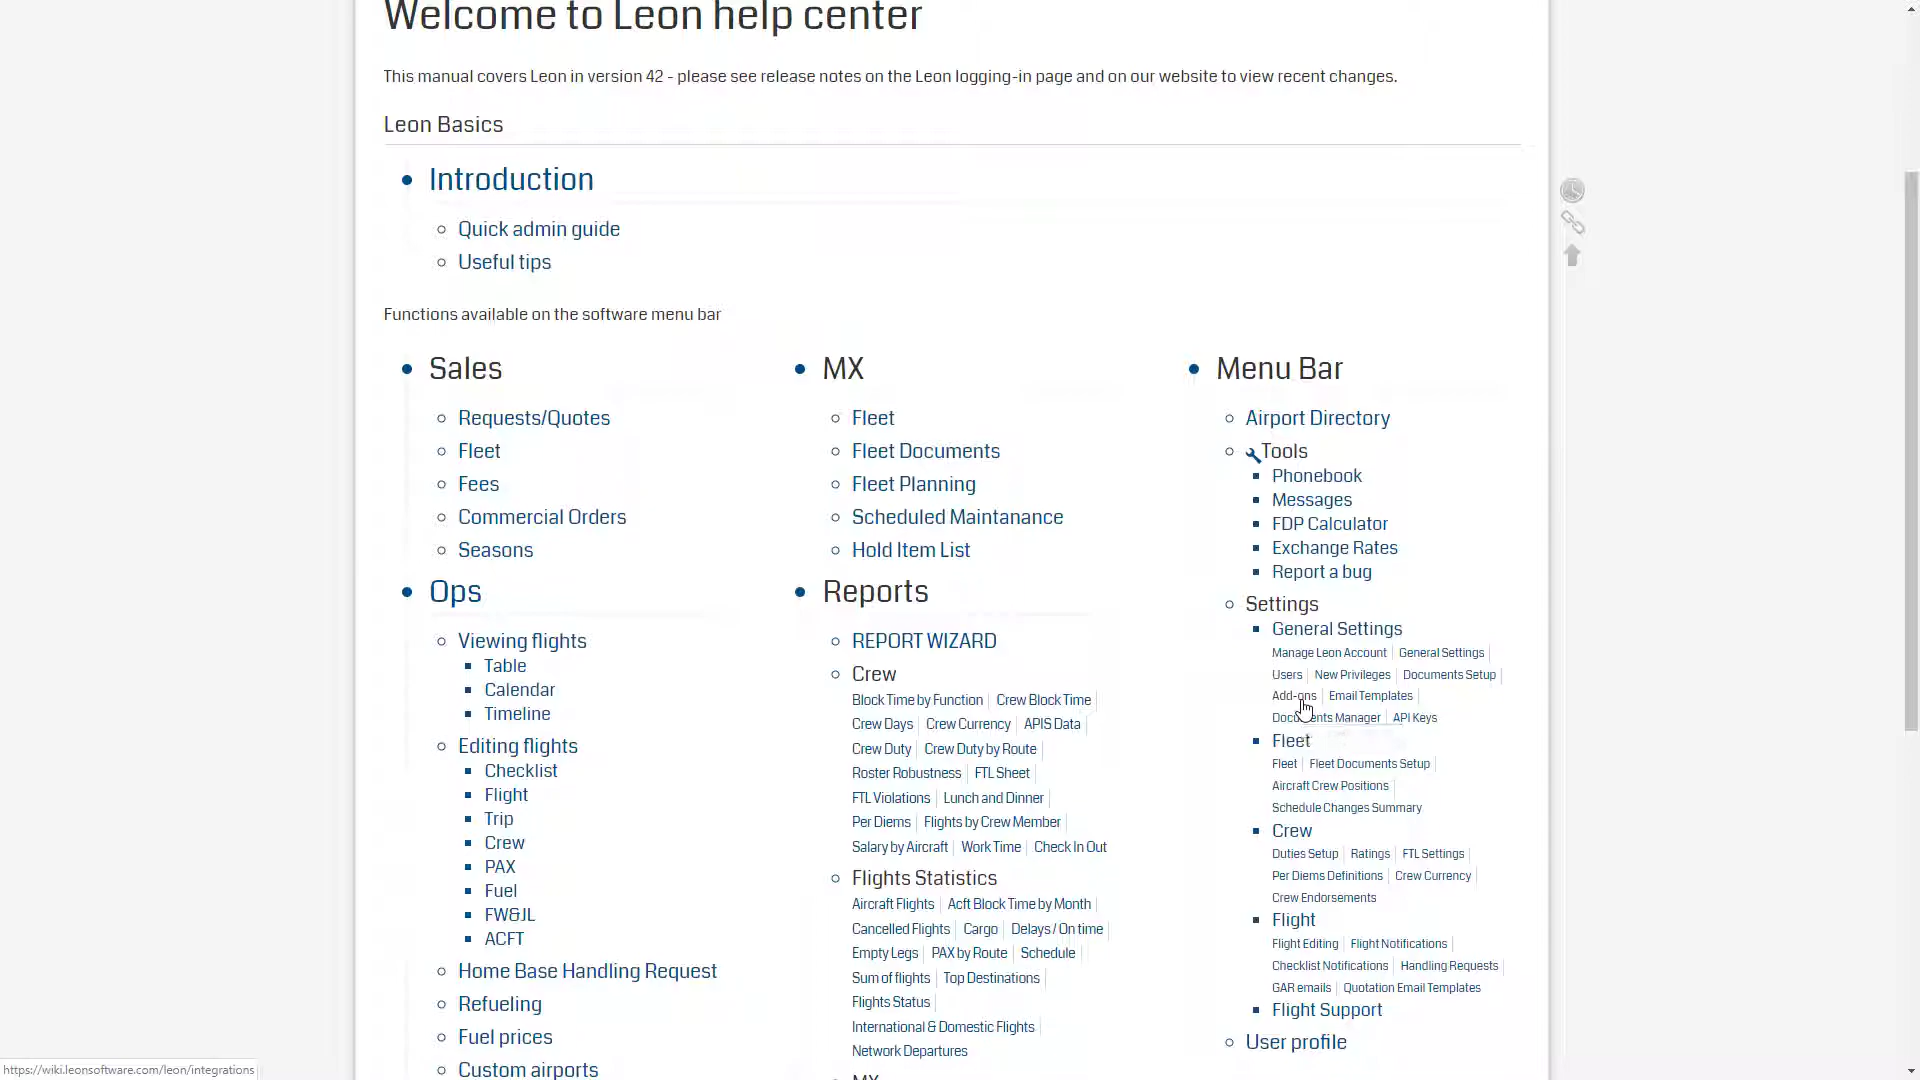 Welcome to Leon help center
This manual covers Leon in version 42 - please see release notes on the Leon logging-in page and on our website to view recent changes.
Leon Basics
Introduction
Quick admin guide
Useful tips
Functions available on the software menu bar
Sales
Requests/Quotes
Fleet
Fees
Commercial Orders
Seasons
Ops
Viewing flights
Table
Calendar
Timeline
Editing flights
Checklist
Flight
Trip
Crew
PAX
Fuel
FW&JL
ACFT
Home Base Handling Request
Refueling
Fuel prices
Custom airports
MX
Fleet
Fleet Documents
Fleet Planning
Scheduled Maintanance
Hold Item List
Reports
REPORT WIZARD
Crew
Block Time by Function | Crew Block Time |
Crew Days | Crew Currency | APIS Data |
Crew Duty | Crew Duty by Route |
Roster Robustness | FTL Sheet |
FTL Violations | Lunch and Dinner |
Per Diems | Flights by Crew Member |
Salary by Aircraft | Work Time | Check In Out
Flights Statistics
Aircraft Flights | Acft Block Time by Month |
Cancelled Flights | Cargo | Delays / On time |
Empty Legs | PAX by Route | Schedule |
Sum of flights | Top Destinations |
Flights Status |
International & Domestic Flights |
Network Departures
MX
Menu Bar
Airport Directory
Tools
Phonebook
Messages
FDP Calculator
Exchange Rates
Report a bug
Settings
General Settings
Manage Leon Account | General Settings |
Users | New Privileges | Documents Setup |
Add-ons | Email Templates |
Documents Manager | API Keys
Fleet
Fleet | Fleet Documents Setup |
Aircraft Crew Positions |
Schedule Changes Summary
Crew
Duties Setup | Ratings | FTL Settings |
Per Diems Definitions | Crew Currency |
Crew Endorsements
Flight
Flight Editing | Flight Notifications |
Checklist Notifications | Handling Requests |
GAR emails | Quotation Email Templates
Flight Support
User profile
https://wiki.leonsoftware.com/leon/integrations